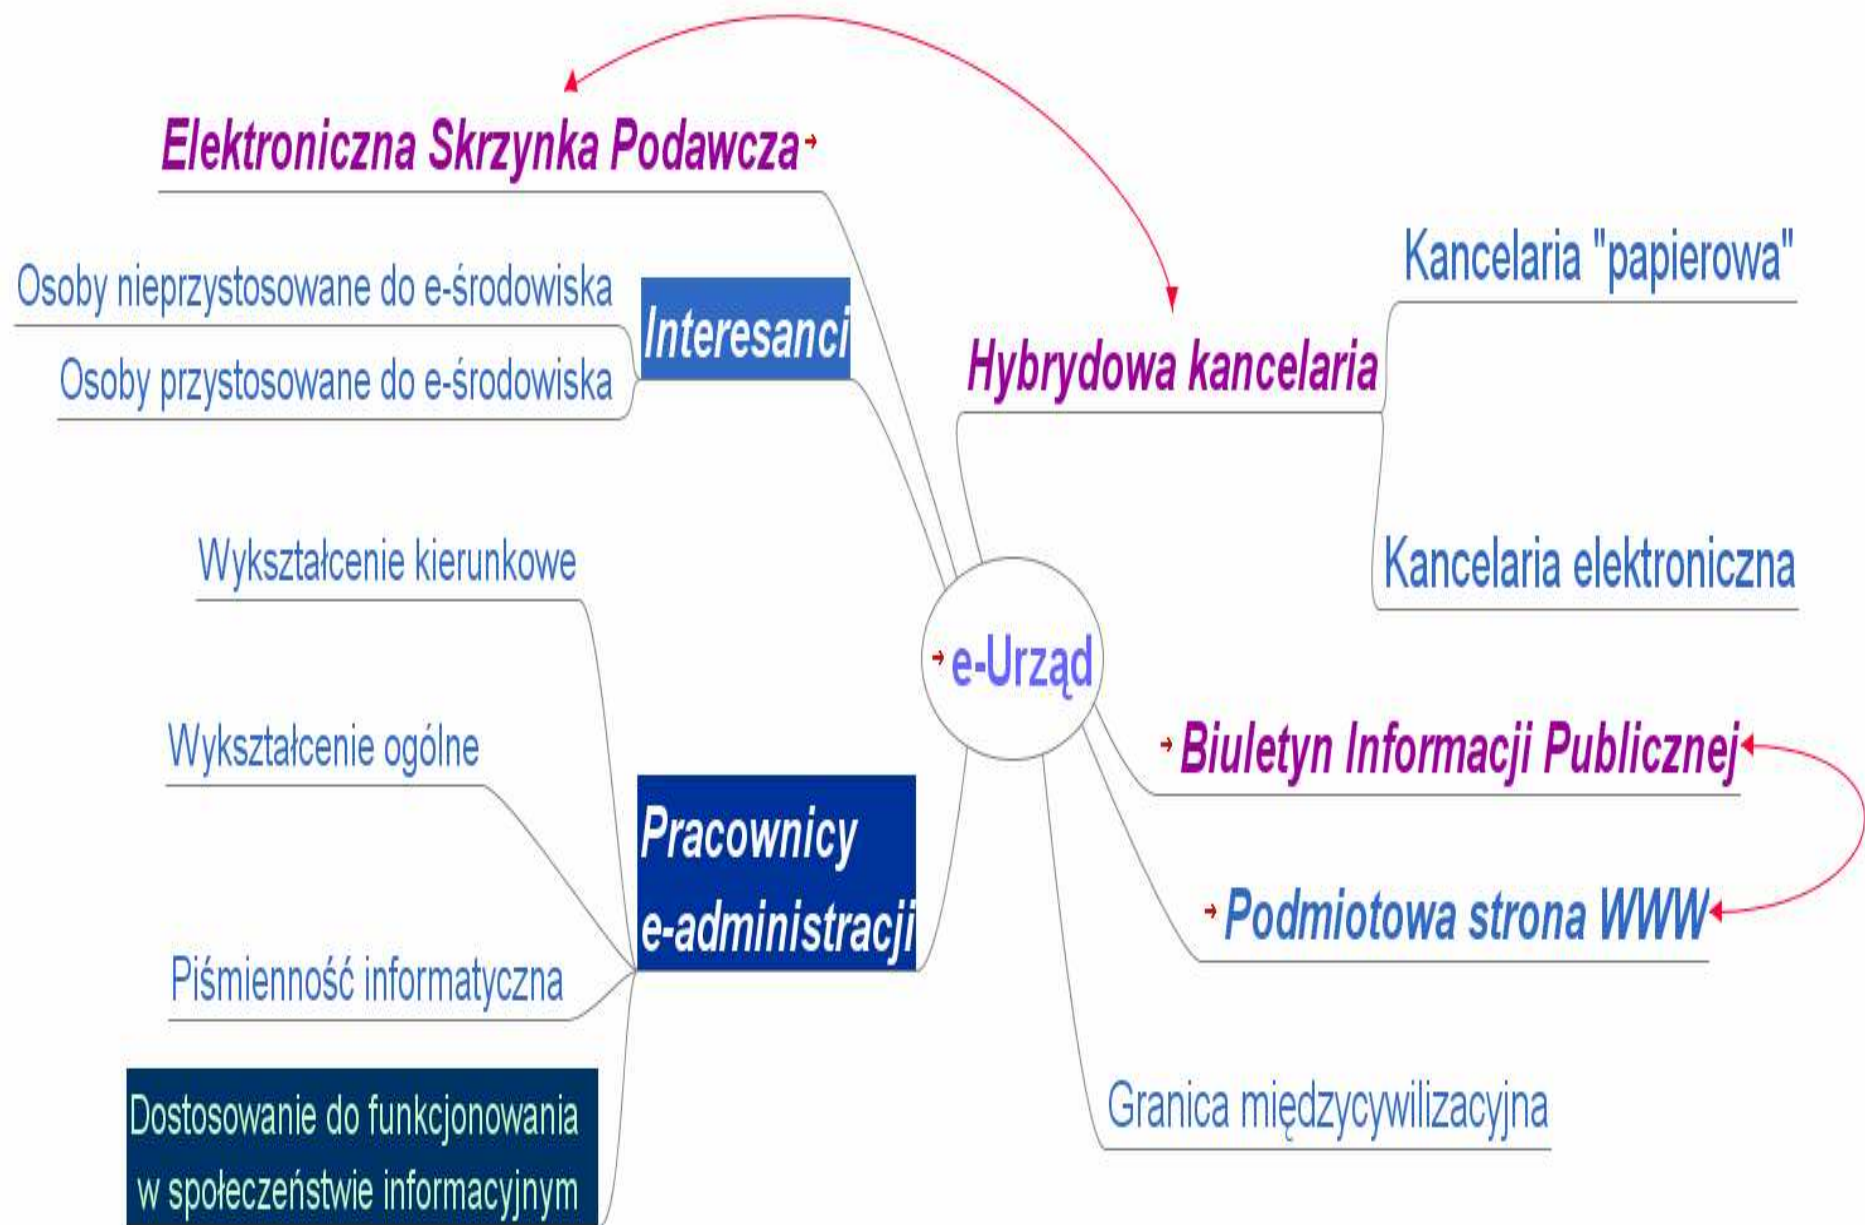 Elektroniczna Skrzynka Podawcza
Osoby nieprzystosowane do e-środowiska
Osoby przystosowane do e-środowiska
Interesanci
Hybrydowa kancelaria
Kancelaria "papierowa"
Kancelaria elektroniczna
e-Urząd
Wykształcenie kierunkowe
Wykształcenie ogólne
Piśmienność informatyczna
Dostosowanie do funkcjonowania
w społeczeństwie informacyjnym
Pracownicy
e-administracji
Biuletyn Informacji Publicznej
Podmiotowa strona WWW
Granica międzycywilizacyjna